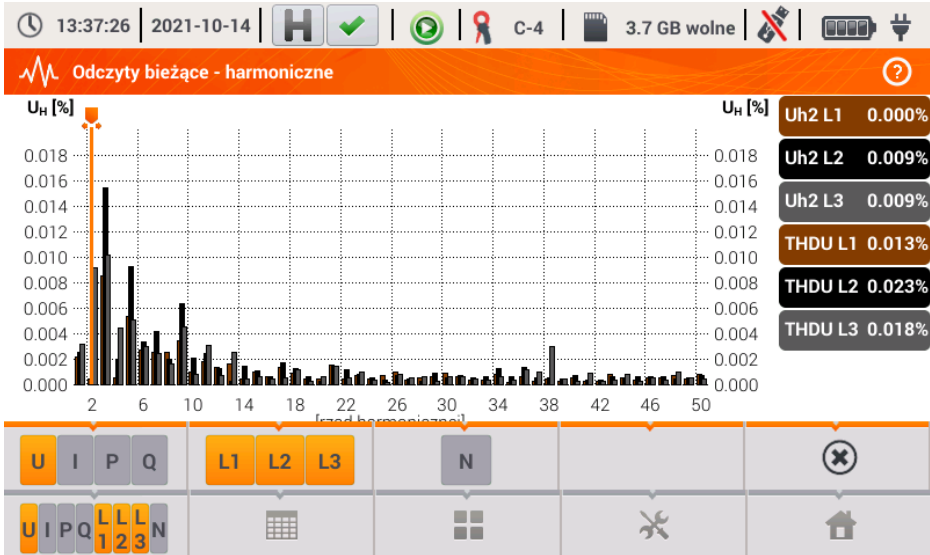 13:37:26 2021-10-14 H C-4 3.7 GB wolne
Odczyty bieżące - harmoniczne ?
U_H [%] U_H [%]
0.018 0.018
0.016 0.016
0.014 0.014
0.012 0.012
0.010 0.010
0.008 0.008
0.006 0.006
0.004 0.004
0.002 0.002
0.000 0.000
2 6 10 14 18 22 26 30 34 38 42 46 50
[rząd harmonicznej]
Uh2 L1 0.000%
Uh2 L2 0.009%
Uh2 L3 0.009%
THDU L1 0.013%
THDU L2 0.023%
THDU L3 0.018%
U I P Q L1 L2 L3 N
U I P Q L1 L2 L3 N